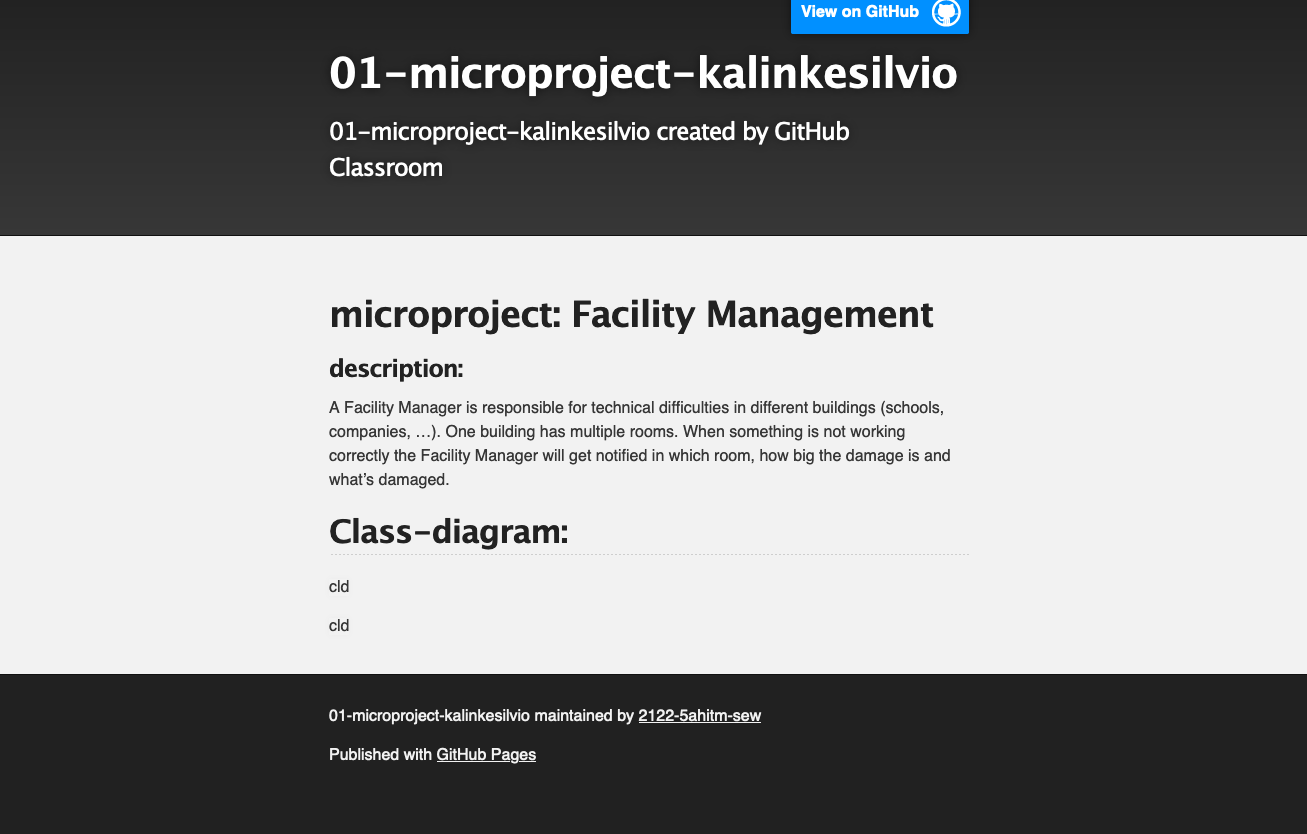 View on GitHub
01-microproject-kalinkesilvio
01-microproject-kalinkesilvio created by GitHub
Classroom
microproject: Facility Management
description:
A Facility Manager is responsible for technical difficulties in different buildings (schools,
companies, …). One building has multiple rooms. When something is not working
correctly the Facility Manager will get notified in which room, how big the damage is and
what’s damaged.
Class-diagram:
cld
cld
01-microproject-kalinkesilvio maintained by 2122-5ahitm-sew
Published with GitHub Pages